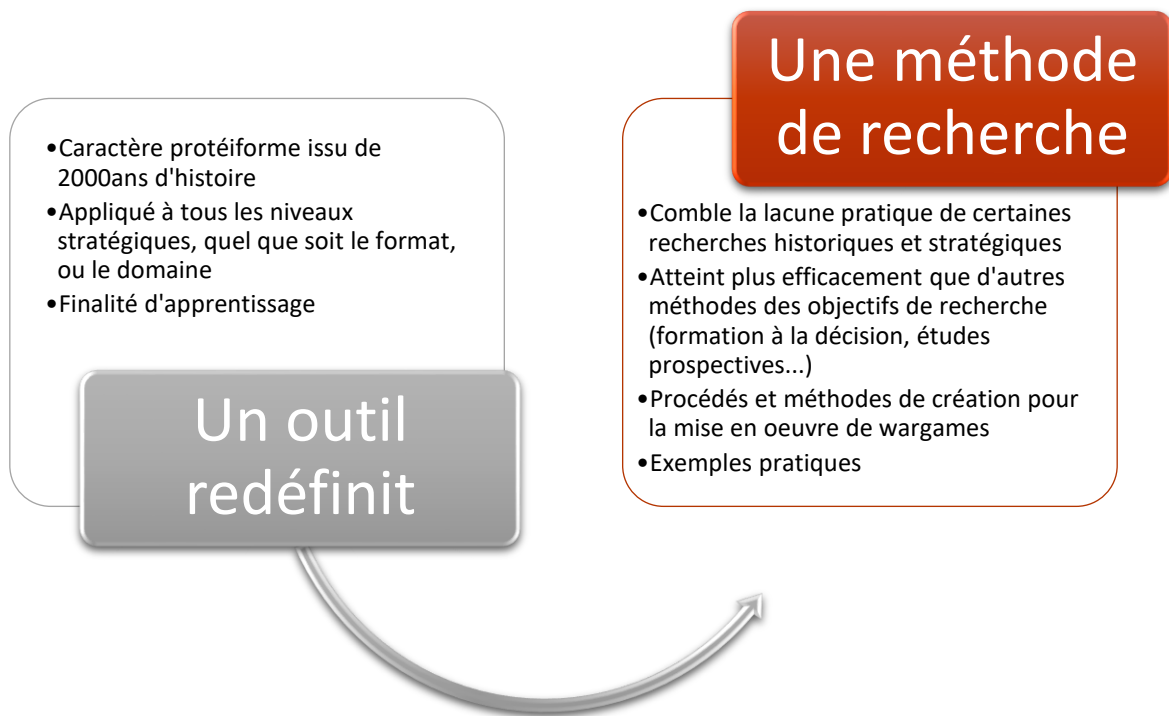 •Caractère protéiforme issu de
2000ans d'histoire
•Appliqué à tous les niveaux
stratégiques, quel que soit le format,
ou le domaine
•Finalité d'apprentissage
Un outil
redéfinit
Une méthode
de recherche
•Comble la lacune pratique de certaines
recherches historiques et stratégiques
•Atteint plus efficacement que d'autres
méthodes des objectifs de recherche
(formation à la décision, études
prospectives...)
•Procédés et méthodes de création pour
la mise en oeuvre de wargames
•Exemples pratiques